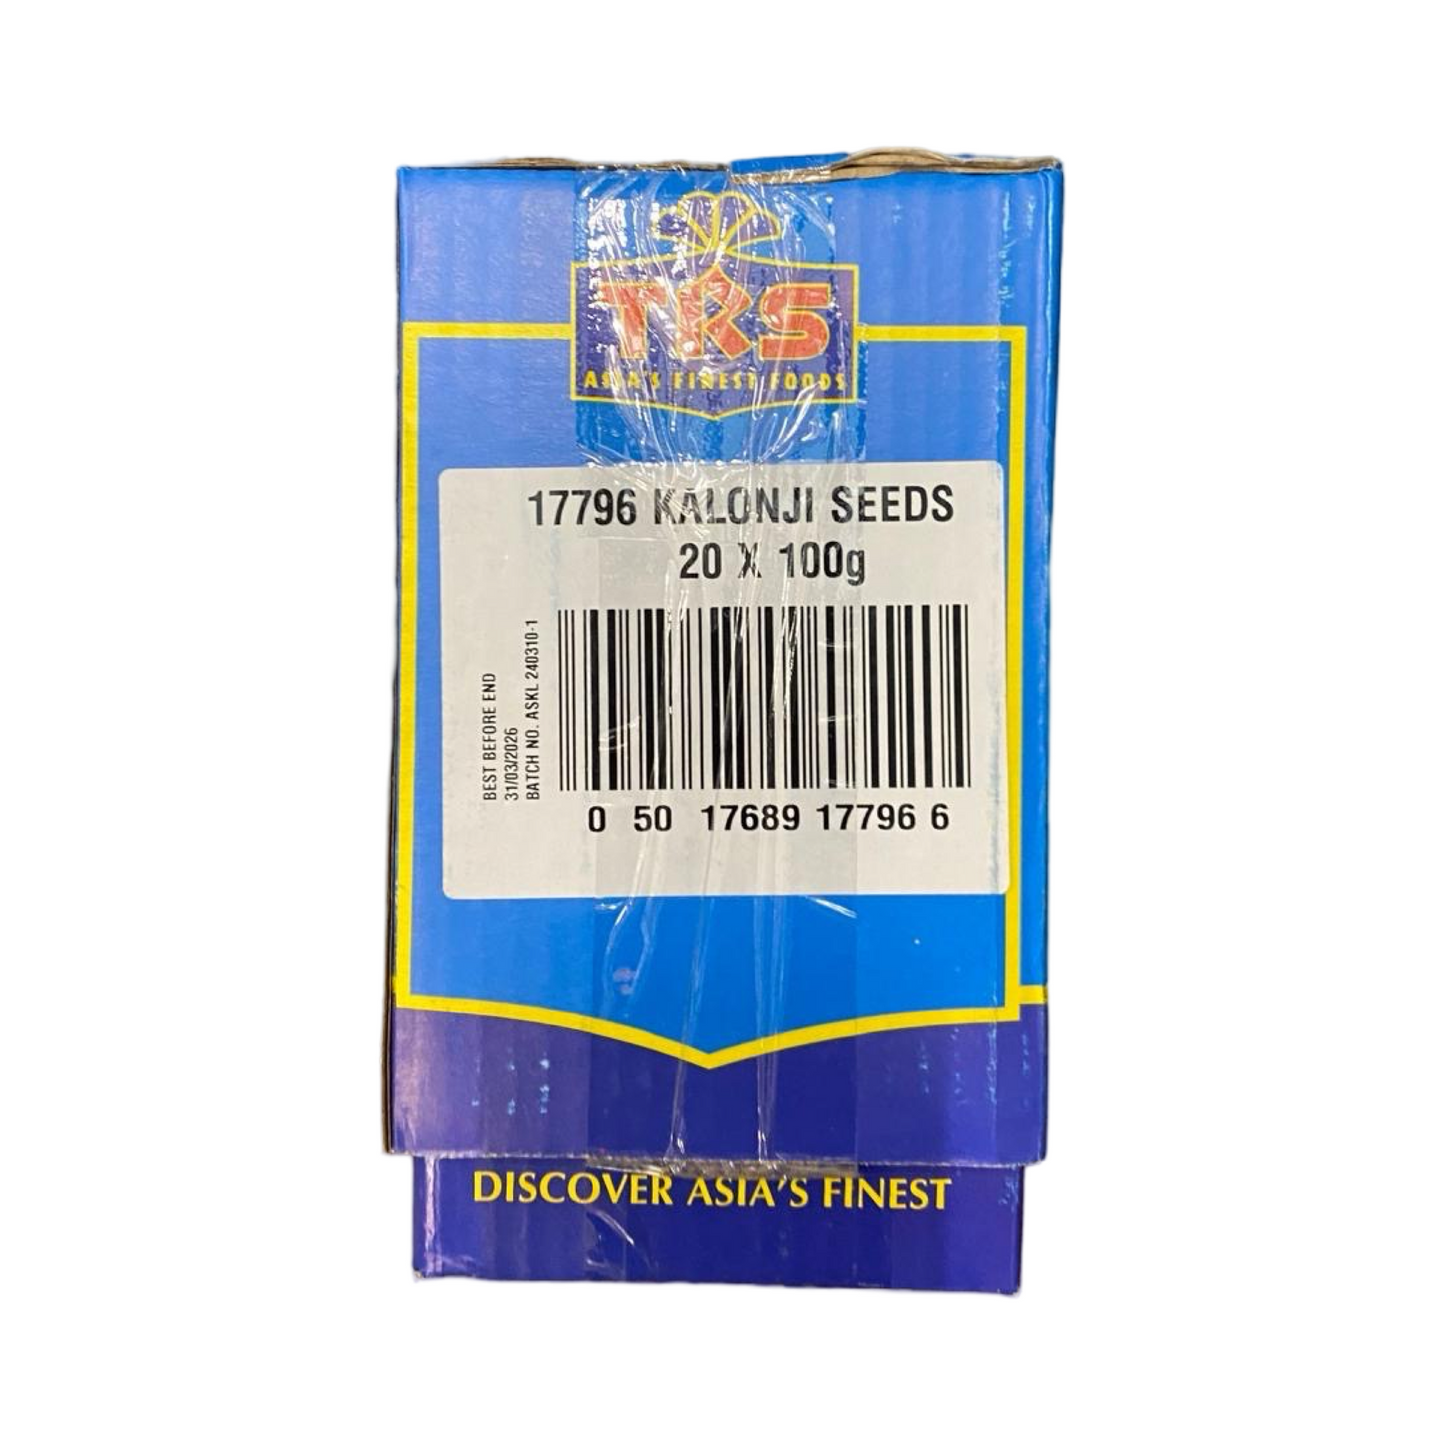 TRS
ASIA'S FINEST FOODS
17796 KALONJI SEEDS
20 X 100g
BEST BEFORE END
31/03/2026
BATCH NO. ASKL 240310-1
0 50 17689 17796 6
DISCOVER ASIA'S FINEST